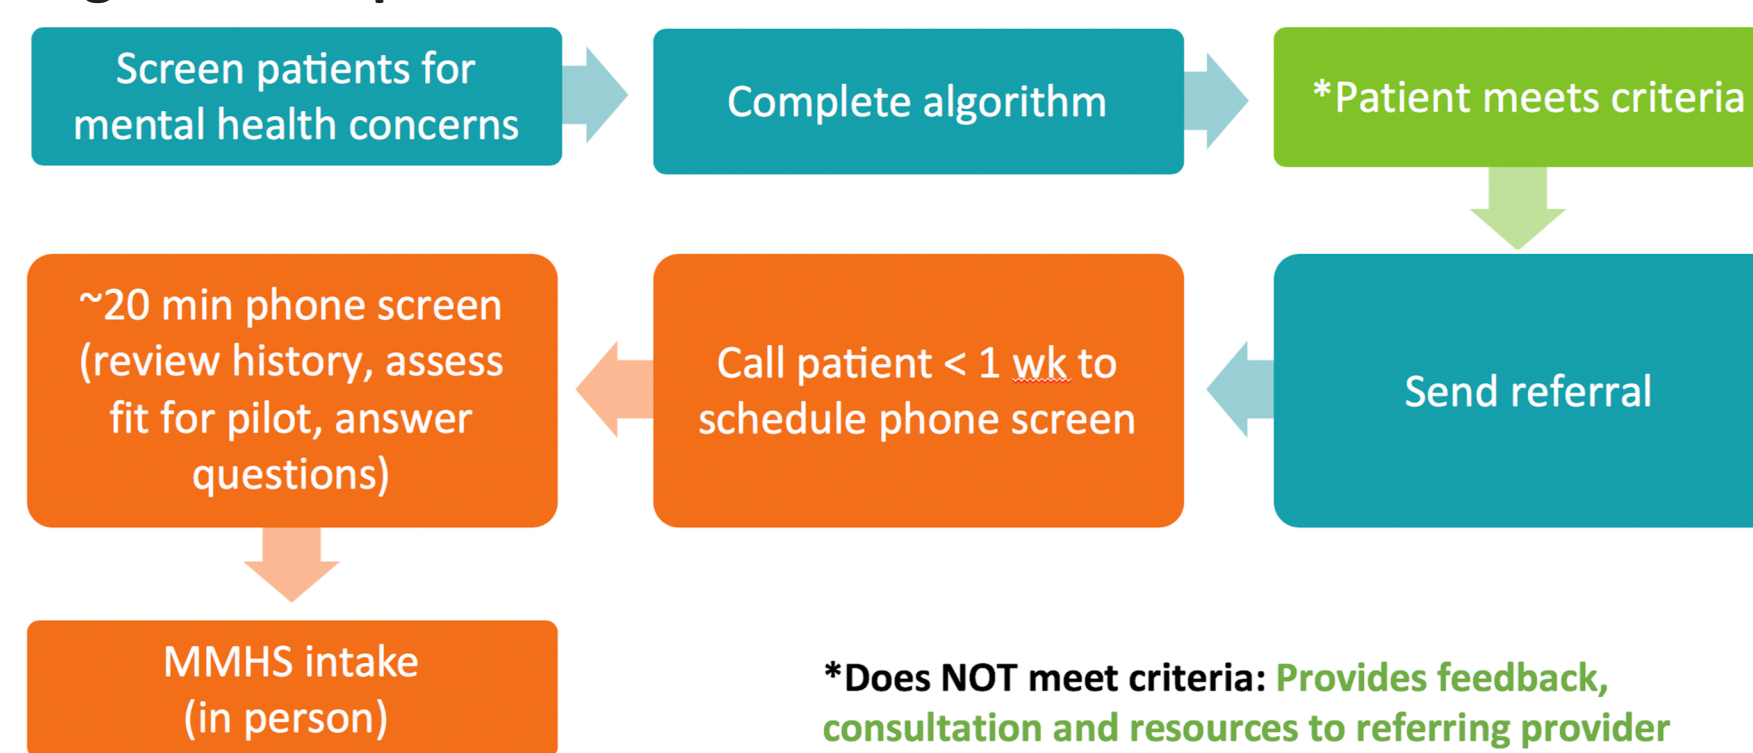 Screen patients for
mental health concerns
Complete algorithm
*Patient meets criteria
Send referral
Call patient < 1 wk to
schedule phone screen
~20 min phone screen
(review history, assess
fit for pilot, answer
questions)
MMHS intake
(in person)
*Does NOT meet criteria: Provides feedback,
consultation and resources to referring provider